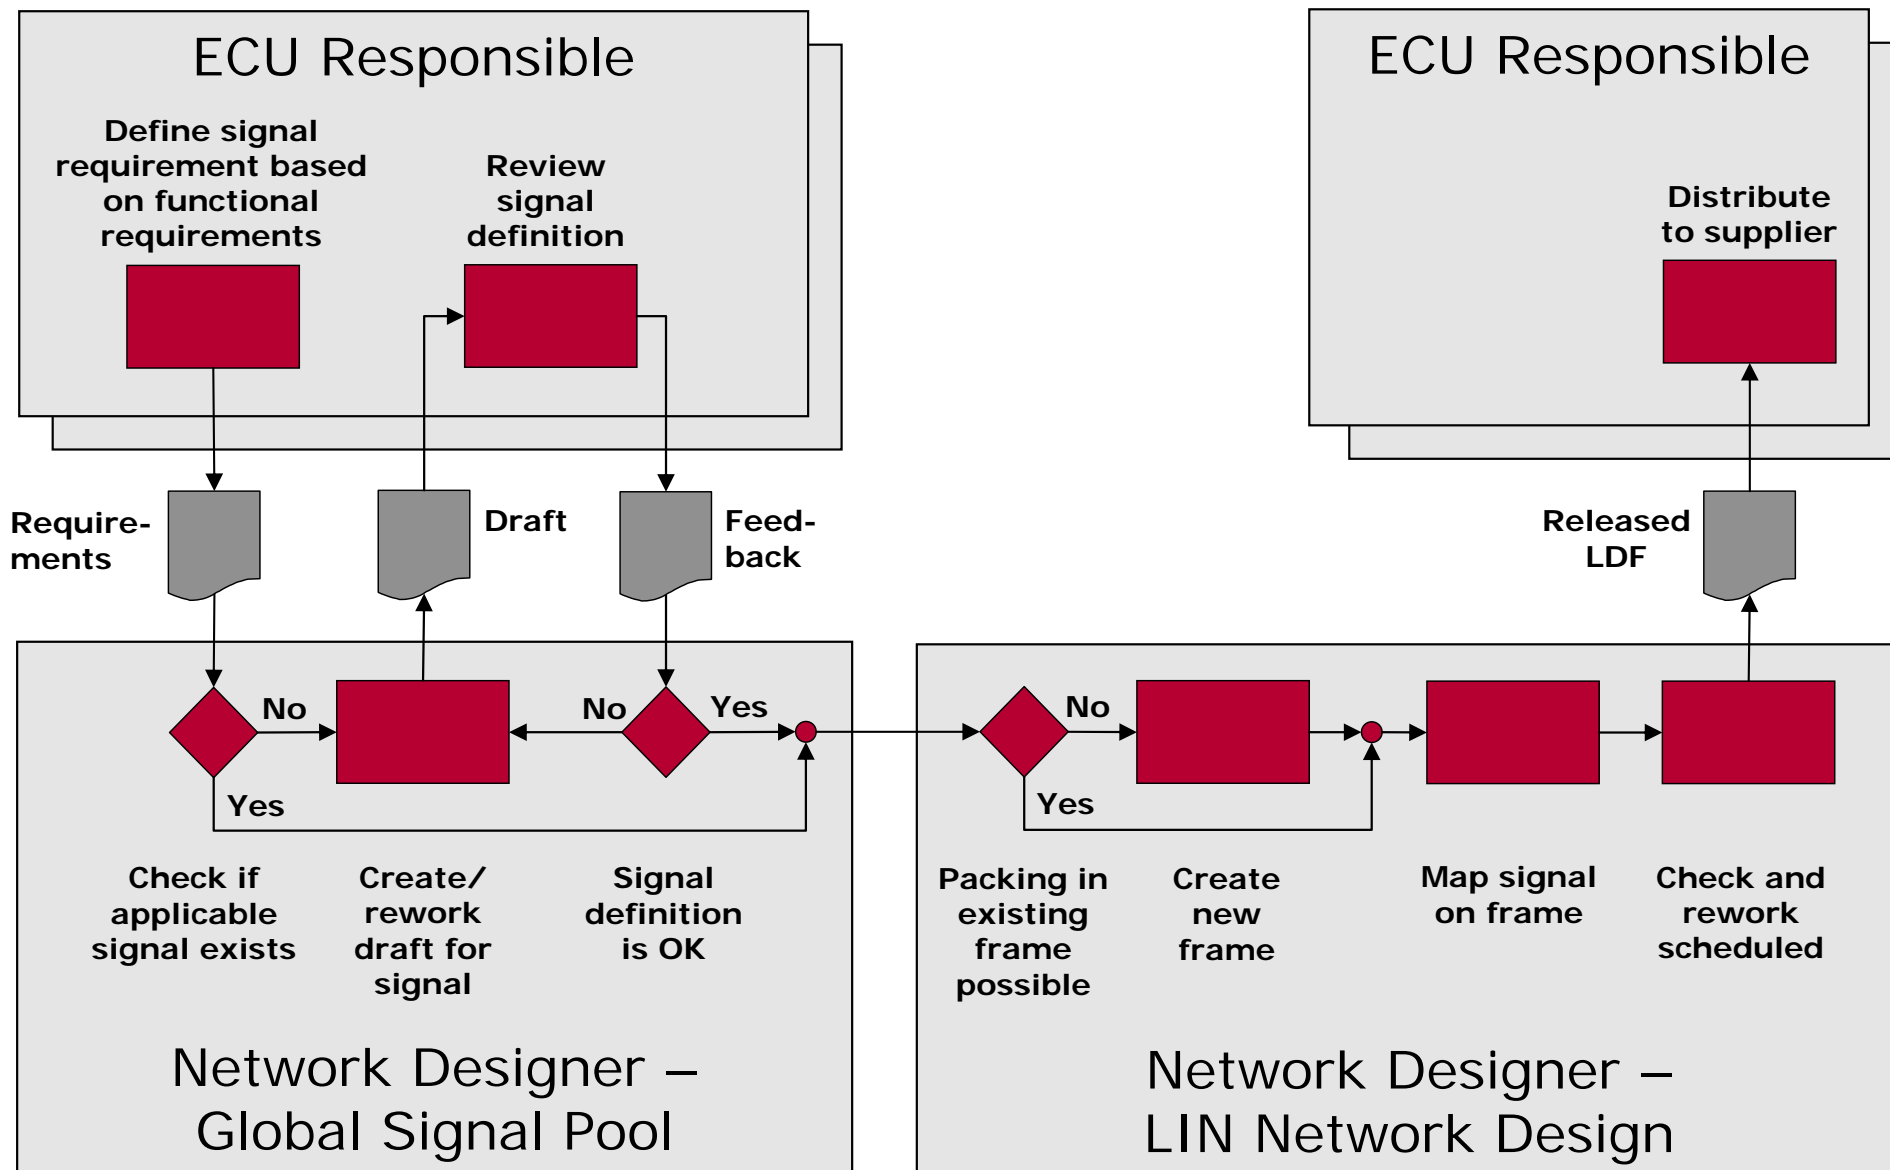 ECU Responsible
Define signal
requirement based
on functional
requirements
Review
signal
definition
ECU Responsible
Distribute
to supplier
Require-
ments
Draft
Feed-
back
Released
LDF
No
No
Yes
Yes
No
Yes
Check if
applicable
signal exists
Create/
rework
draft for
signal
Signal
definition
is OK
Packing in
existing
frame
possible
Create
new
frame
Map signal
on frame
Check and
rework
scheduled
Network Designer –
Global Signal Pool
Network Designer –
LIN Network Design